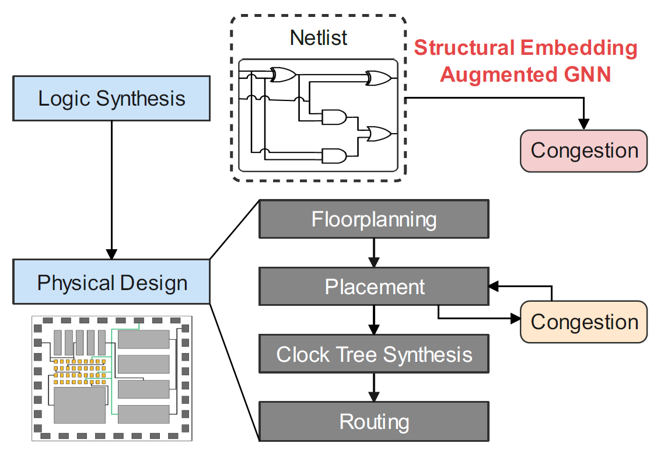 Netlist
Structural Embedding
Augmented GNN
Logic Synthesis
Congestion
Floorplanning
Physical Design
Placement
Congestion
Clock Tree Synthesis
Routing